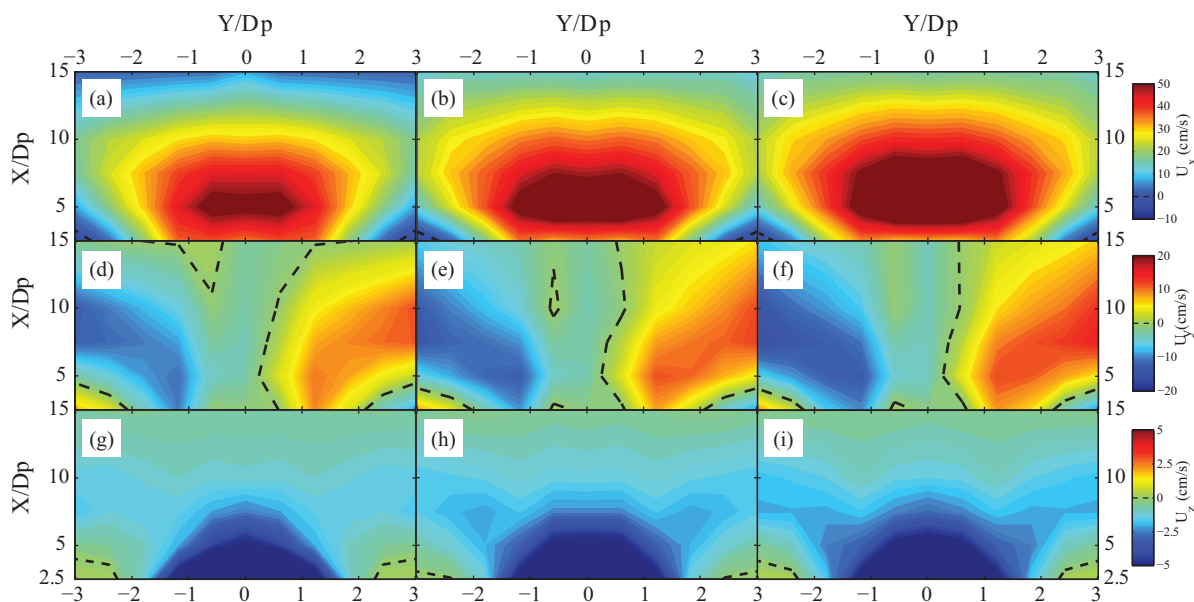 Y/Dp Y/Dp
−3 −2 −1 0 1 2 −3 −2 −1 0 1 2 −3 −2 −1 0 1 2 3
15 (a) (b) (c) 15 50
40
X/Dp 10 10 30
20
10
5 5 0
−10
U_x (cm/s)
15 (d) (e) (f) 15 20
15
X/Dp 10 10 10
5
0
−5
5 5 −10
−15
−20
U_y(cm/s)
15 (g) (h) (i) 15 5
X/Dp 10 10 2.5
0
5 5 −2.5
2.5 2.5 −5
U_z (cm/s)
−3 −2 −1 0 1 2 −3 −2 −1 0 1 2 −3 −2 −1 0 1 2 3